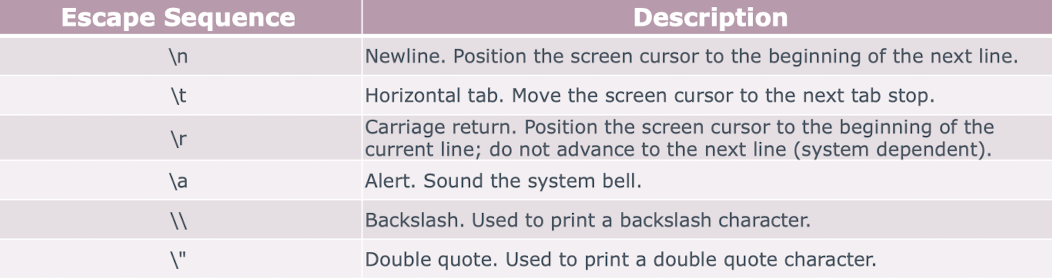 Escape Sequence Description
\n Newline. Position the screen cursor to the beginning of the next line.
\t Horizontal tab. Move the screen cursor to the next tab stop.
\r Carriage return. Position the screen cursor to the beginning of the
current line; do not advance to the next line (system dependent).
\a Alert. Sound the system bell.
\\ Backslash. Used to print a backslash character.
\" Double quote. Used to print a double quote character.